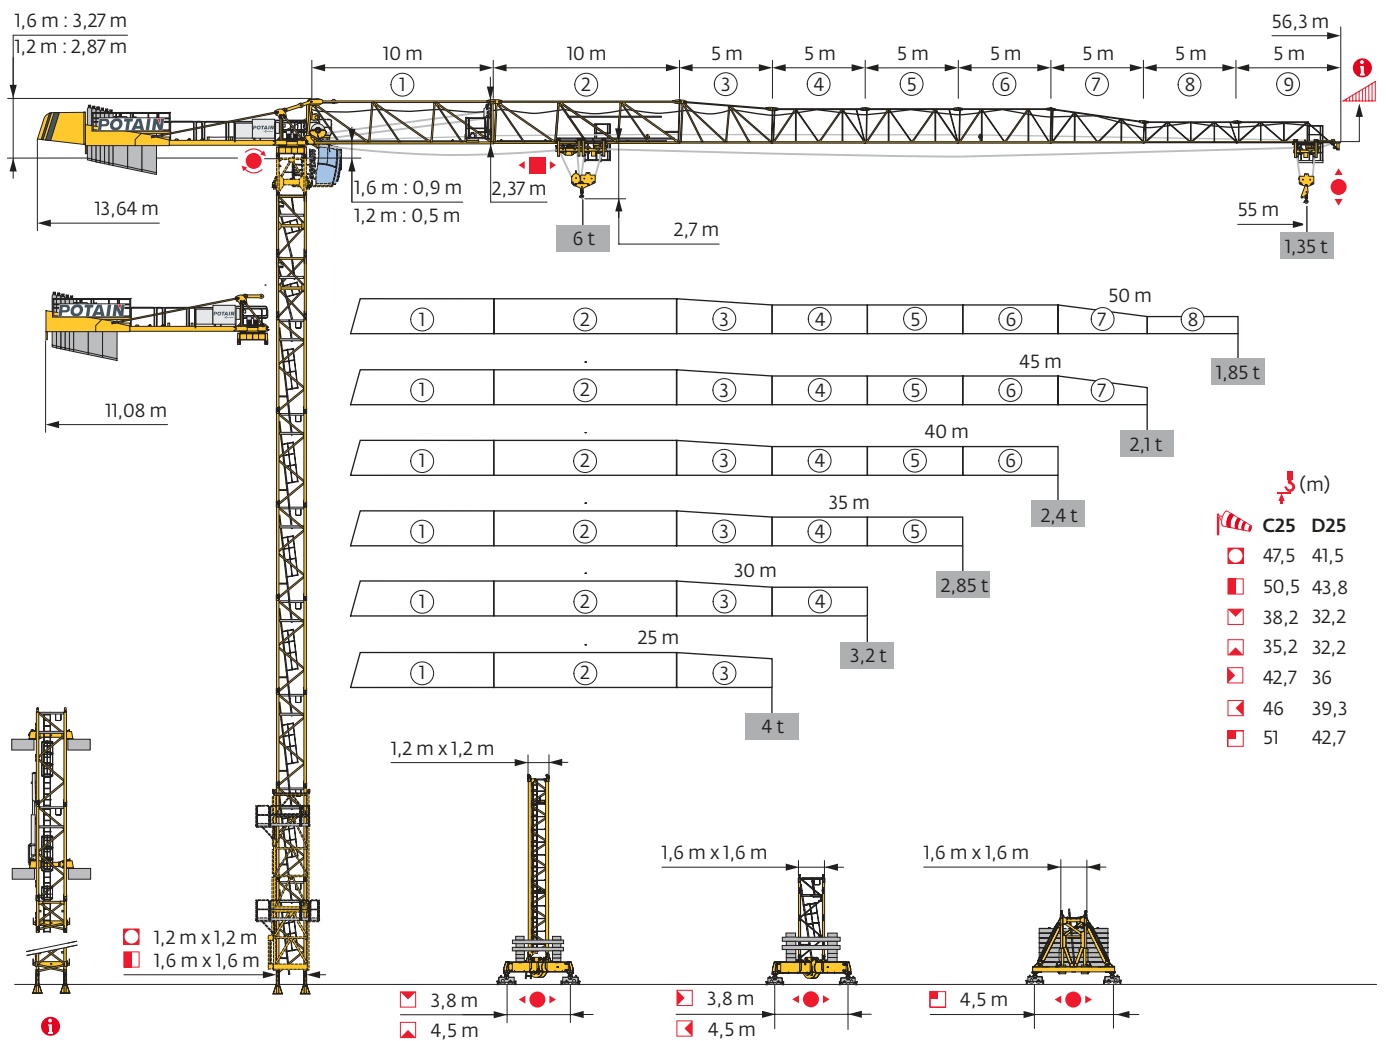 1,6 m : 3,27 m
1,2 m : 2,87 m
56,3 m
10 m 10 m 5 m 5 m 5 m 5 m 5 m 5 m 5 m
1 2 3 4 5 6 7 8 9
i
POTAIN POTAIN
1,6 m : 0,9 m
1,2 m : 0,5 m
2,37 m
13,64 m
2,7 m
6 t
55 m
1,35 t
POTAIN POTAIN
11,08 m
50 m
1 2 3 4 5 6 7 8
1,85 t
45 m
1 2 3 4 5 6 7
2,1 t
40 m
1 2 3 4 5 6
2,4 t
35 m
1 2 3 4 5
2,85 t
30 m
1 2 3 4
3,2 t
25 m
1 2 3
4 t
(m)
C25 D25
47,5 41,5
50,5 43,8
38,2 32,2
35,2 32,2
42,7 36
46 39,3
51 42,7
1,2 m x 1,2 m
1,6 m x 1,6 m
1,6 m x 1,6 m
1,2 m x 1,2 m
1,6 m x 1,6 m
3,8 m
4,5 m
3,8 m
4,5 m
4,5 m
i